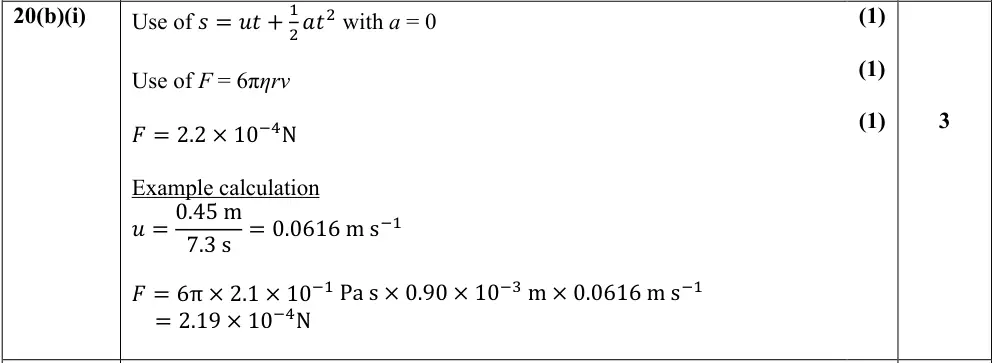 20(b)(i) Use of 𝑠 = 𝑢𝑡 + ½𝑎𝑡² with a = 0 (1)
Use of F = 6πηrv (1)
𝐹 = 2.2 × 10⁻⁴N (1) 3
Example calculation
𝑢 = 0.45 m / 7.3 s = 0.0616 m s⁻¹
𝐹 = 6π × 2.1 × 10⁻¹ Pa s × 0.90 × 10⁻³ m × 0.0616 m s⁻¹
= 2.19 × 10⁻⁴N